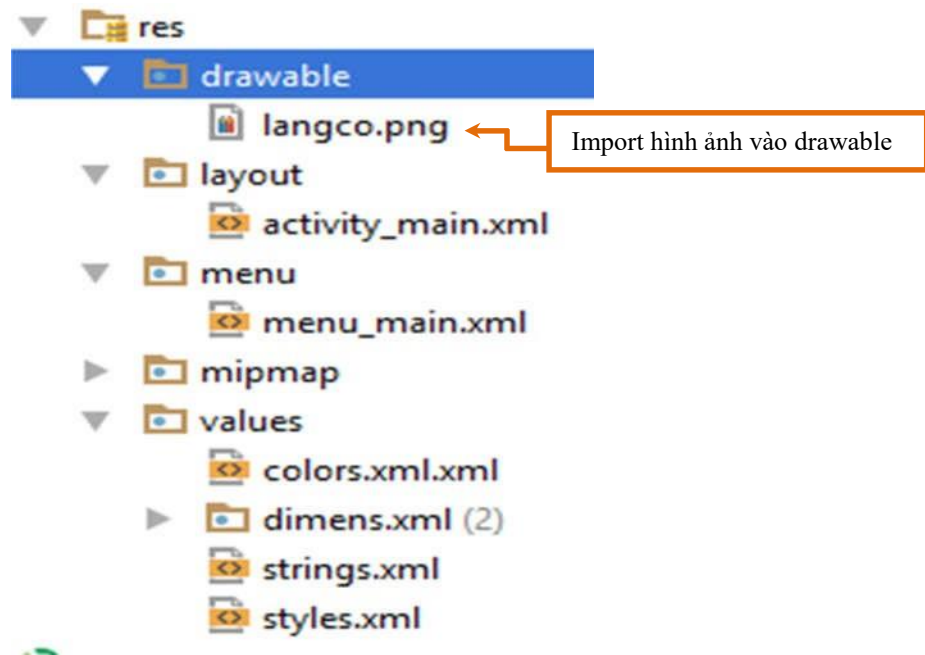 res
drawable
langco.png
Import hình ảnh vào drawable
layout
activity_main.xml
menu
menu_main.xml
mipmap
values
colors.xml.xml
dimens.xml (2)
strings.xml
styles.xml